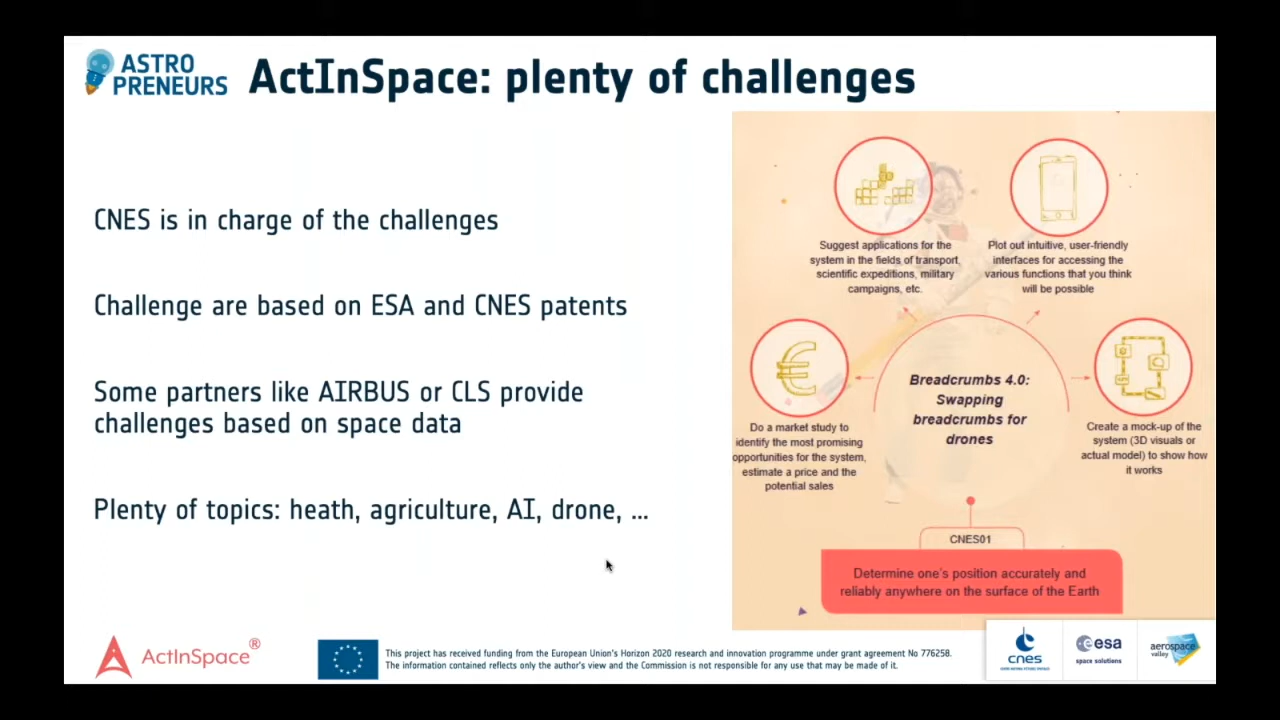 ASTRO
PRENEURS
ActInSpace: plenty of challenges
CNES is in charge of the challenges
Challenge are based on ESA and CNES patents
Some partners like AIRBUS or CLS provide
challenges based on space data
Plenty of topics: heath, agriculture, AI, drone, ...
Suggest applications for the
system in the fields of transport,
scientific expeditions, military
campaigns, etc.
Plot out intuitive, user-friendly
interfaces for accessing the
various functions that you think
will be possible
Do a market study to
identify the most promising
opportunities for the system,
estimate a price and the
potential sales
Breadcrumbs 4.0:
Swapping
breadcrumbs for
drones
Create a mock-up of the
system (3D visuals or
actual model) to show how
it works
CNES01
Determine one's position accurately and
reliably anywhere on the surface of the Earth
ActInSpace®
This project has received funding from the European Union's Horizon 2020 research and innovation programme under grant agreement No 776258.
The information contained reflects only the author's view and the Commission is not responsible for any use that may be made of it.
cnes
esa
space solutions
aerospace
valley